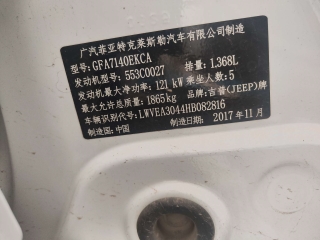 广汽菲亚特克莱斯勒汽车有限公司制造
型号:GFA7140EKCA
发动机型号:553C0027 排量:1.368L
发动机最大净功率:121 kW 乘坐人数:5
最大允许总质量:1865kg 品牌:吉普(JEEP)牌
车辆识别代号:LWVEA3044HB082816
制造国:中国 制造日期:2017年11月